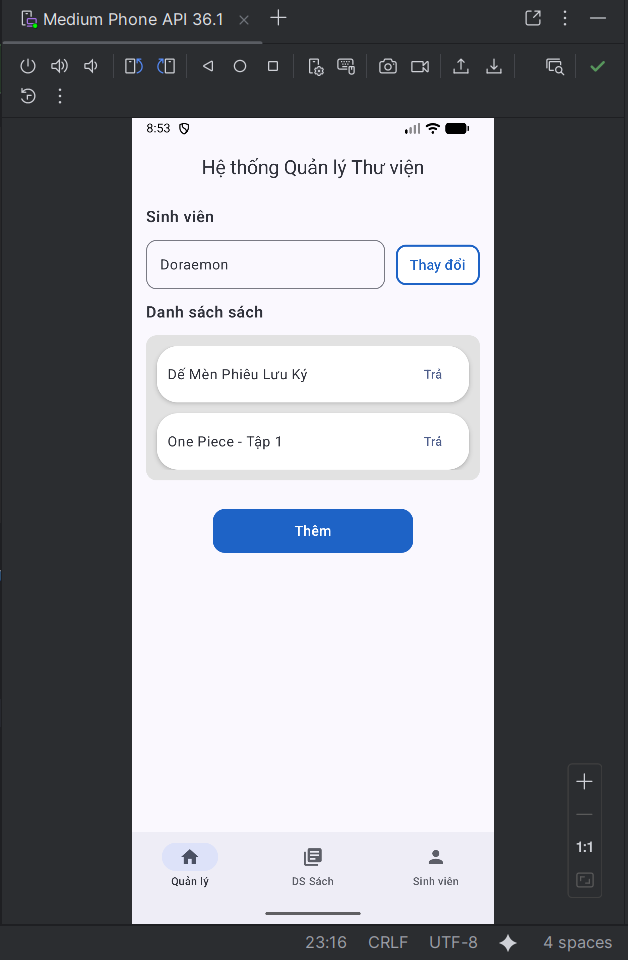 Medium Phone API 36.1
8:53
Hệ thống Quản lý Thư viện
Sinh viên
Doraemon
Thay đổi
Danh sách sách
Dế Mèn Phiêu Lưu Ký
Trả
One Piece - Tập 1
Trả
Thêm
1:1
Quản lý
DS Sách
Sinh viên
23:16 CRLF UTF-8 4 spaces